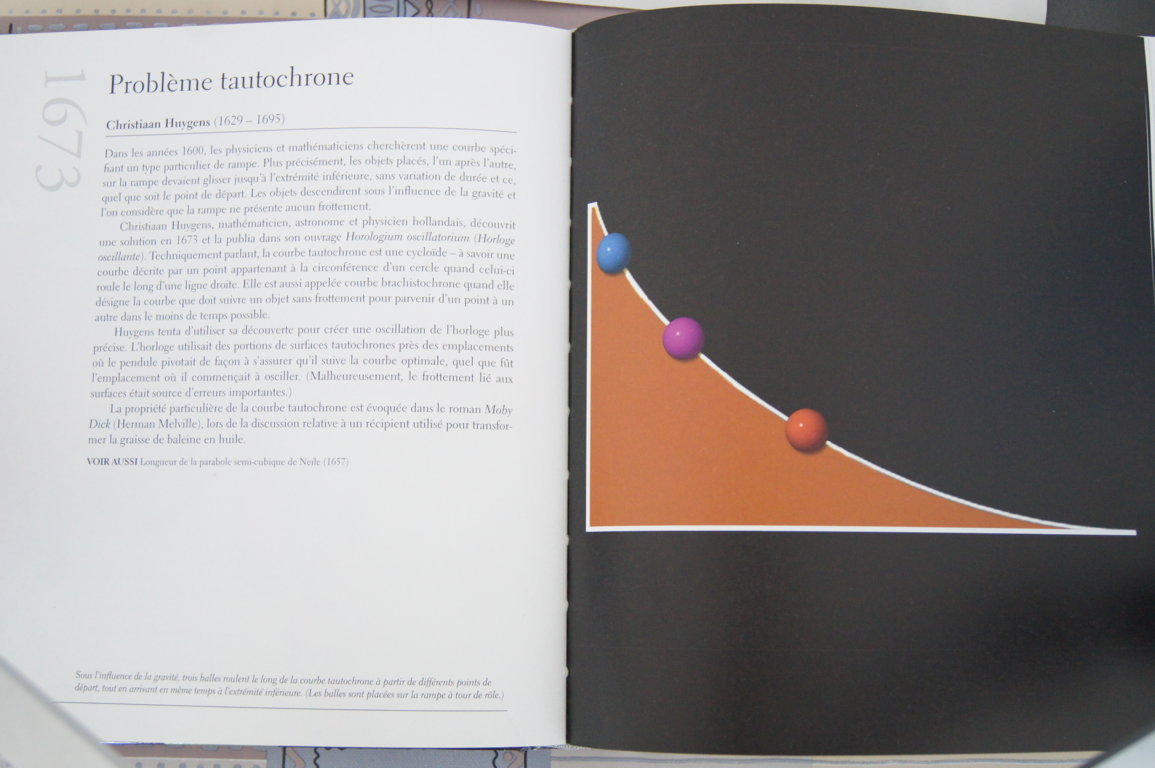 1673
Problème tautochrone
Christiaan Huygens (1629 – 1695)
Dans les années 1600, les physiciens et mathématiciens cherchèrent une courbe spéci-
fiant un type particulier de rampe. Plus précisément, les objets placés, l'un après l'autre,
sur la rampe devaient glisser jusqu'à l'extrémité inférieure, sans variation de durée et ce,
quel que soit le point de départ. Les objets descendirent sous l'influence de la gravité et
l'on considère que la rampe ne présente aucun frottement.
Christiaan Huygens, mathématicien, astronome et physicien hollandais, découvrit
une solution en 1673 et la publia dans son ouvrage Horologium oscillatorium (Horloge
oscillante). Techniquement parlant, la courbe tautochrone est une cycloïde – à savoir une
courbe décrite par un point appartenant à la circonférence d'un cercle quand celui-ci
roule le long d'une ligne droite. Elle est aussi appelée courbe brachistochrone quand elle
désigne la courbe que doit suivre un objet sans frottement pour parvenir d'un point à un
autre dans le moins de temps possible.
Huygens tenta d'utiliser sa découverte pour créer une oscillation de l'horloge plus
précise. L'horloge utilisait des portions de surfaces tautochrones près des emplacements
où le pendule pivotait de façon à s'assurer qu'il suive la courbe optimale, quel que fût
l'emplacement où il commençait à osciller. (Malheureusement, le frottement lié aux
surfaces était source d'erreurs importantes.)
La propriété particulière de la courbe tautochrone est évoquée dans le roman Moby
Dick (Herman Melville), lors de la discussion relative à un récipient utilisé pour transfor-
mer la graisse de baleine en huile.
VOIR AUSSI Longueur de la parabole semi-cubique de Neile (1657)
Sous l'influence de la gravité, trois balles roulent le long de la courbe tautochrone à partir de différents points de
départ, tout en arrivant en même temps à l'extrémité inférieure. (Les balles sont placées sur la rampe à tour de rôle.)